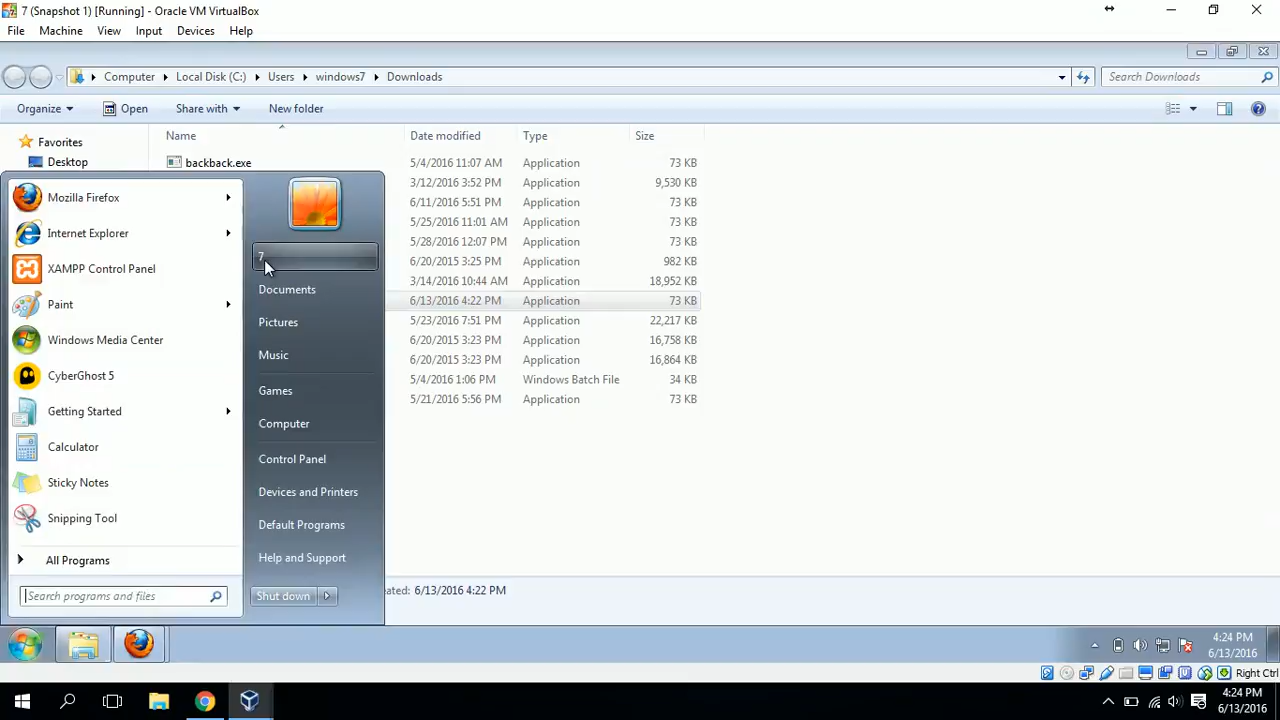 7 (Snapshot 1) [Running] - Oracle VM VirtualBox
File Machine View Input Devices Help
Computer Local Disk (C:) Users windows7 Downloads Search Downloads
Organize Open Share with New folder
Name Date modified Type Size
Favorites
Desktop
backback.exe 5/4/2016 11:07 AM Application 73 KB
3/12/2016 3:52 PM Application 9,530 KB
6/11/2016 5:51 PM Application 73 KB
5/25/2016 11:01 AM Application 73 KB
5/28/2016 12:07 PM Application 73 KB
6/20/2015 3:25 PM Application 982 KB
3/14/2016 10:44 AM Application 18,952 KB
6/13/2016 4:22 PM Application 73 KB
5/23/2016 7:51 PM Application 22,217 KB
6/20/2015 3:23 PM Application 16,758 KB
6/20/2015 3:23 PM Application 16,864 KB
5/4/2016 1:06 PM Windows Batch File 34 KB
5/21/2016 5:56 PM Application 73 KB
Mozilla Firefox
Internet Explorer
XAMPP Control Panel
Paint
Windows Media Center
CyberGhost 5
Getting Started
Calculator
Sticky Notes
Snipping Tool
All Programs
Search programs and files
7
Documents
Pictures
Music
Games
Computer
Control Panel
Devices and Printers
Default Programs
Help and Support
Shut down
ated: 6/13/2016 4:22 PM
4:24 PM
6/13/2016
Right Ctrl
4:24 PM
6/13/2016